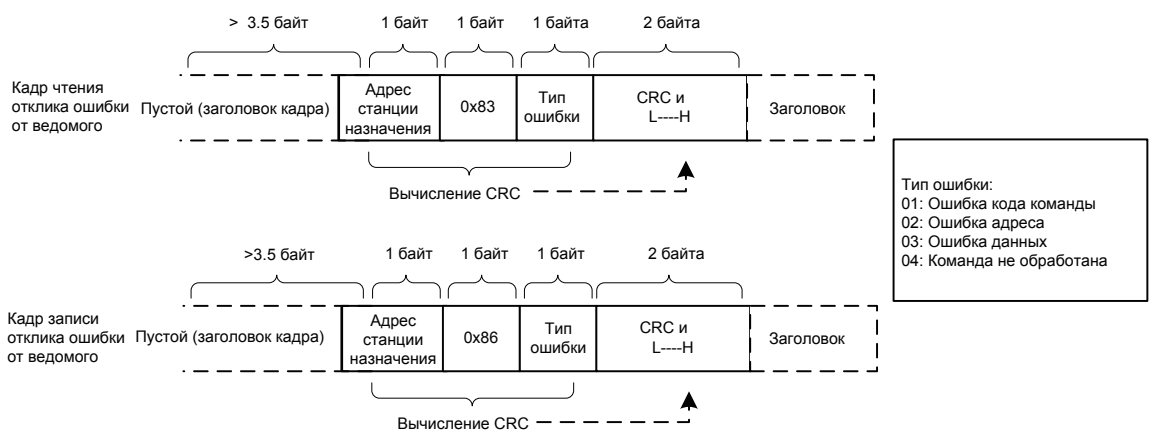 > 3.5 байт 1 байт 1 байт 1 байта 2 байта
Кадр чтения
отклика ошибки
от ведомого
Пустой (заголовок кадра)
Адрес
станции
назначения
0x83
Тип
ошибки
CRC и
L----H
Заголовок
Вычисление CRC
Тип ошибки:
01: Ошибка кода команды
02: Ошибка адреса
03: Ошибка данных
04: Команда не обработана
>3.5 байт 1 байт 1 байт 1 байт 2 байта
Кадр записи
отклика ошибки
от ведомого
Пустой (заголовок кадра)
Адрес
станции
назначения
0x86
Тип
ошибки
CRC и
L----H
Заголовок
Вычисление CRC